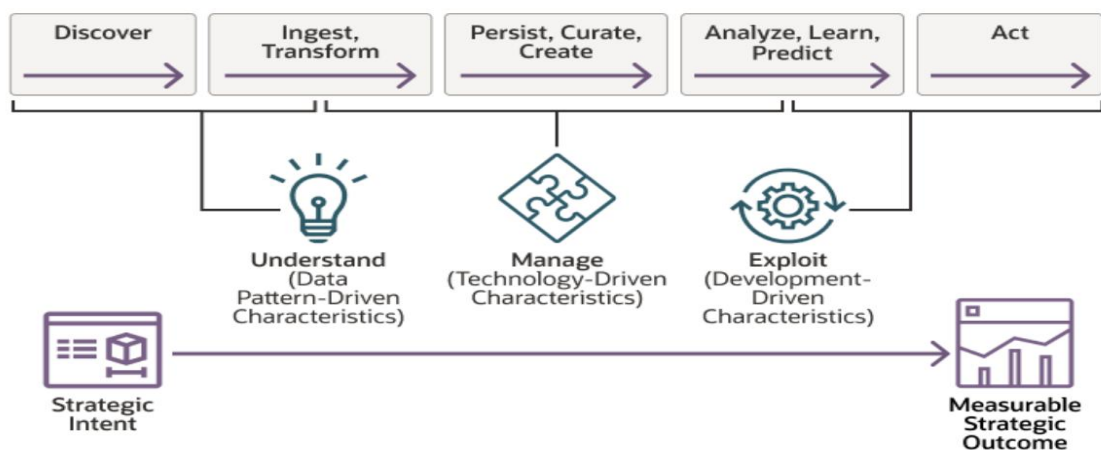 Discover
Ingest,
Transform
Persist, Curate,
Create
Analyze, Learn,
Predict
Act
Understand
(Data
Pattern-Driven
Characteristics)
Manage
(Technology-Driven
Characteristics)
Exploit
(Development-
Driven
Characteristics)
Strategic
Intent
Measurable
Strategic
Outcome